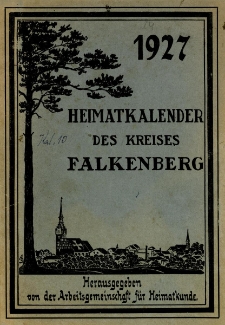 1927
HEIMATKALENDER
DES KREISES
FALKENBERG
Herausgegeben
von der Arbeitsgemeinschaft für Heimatkunde.